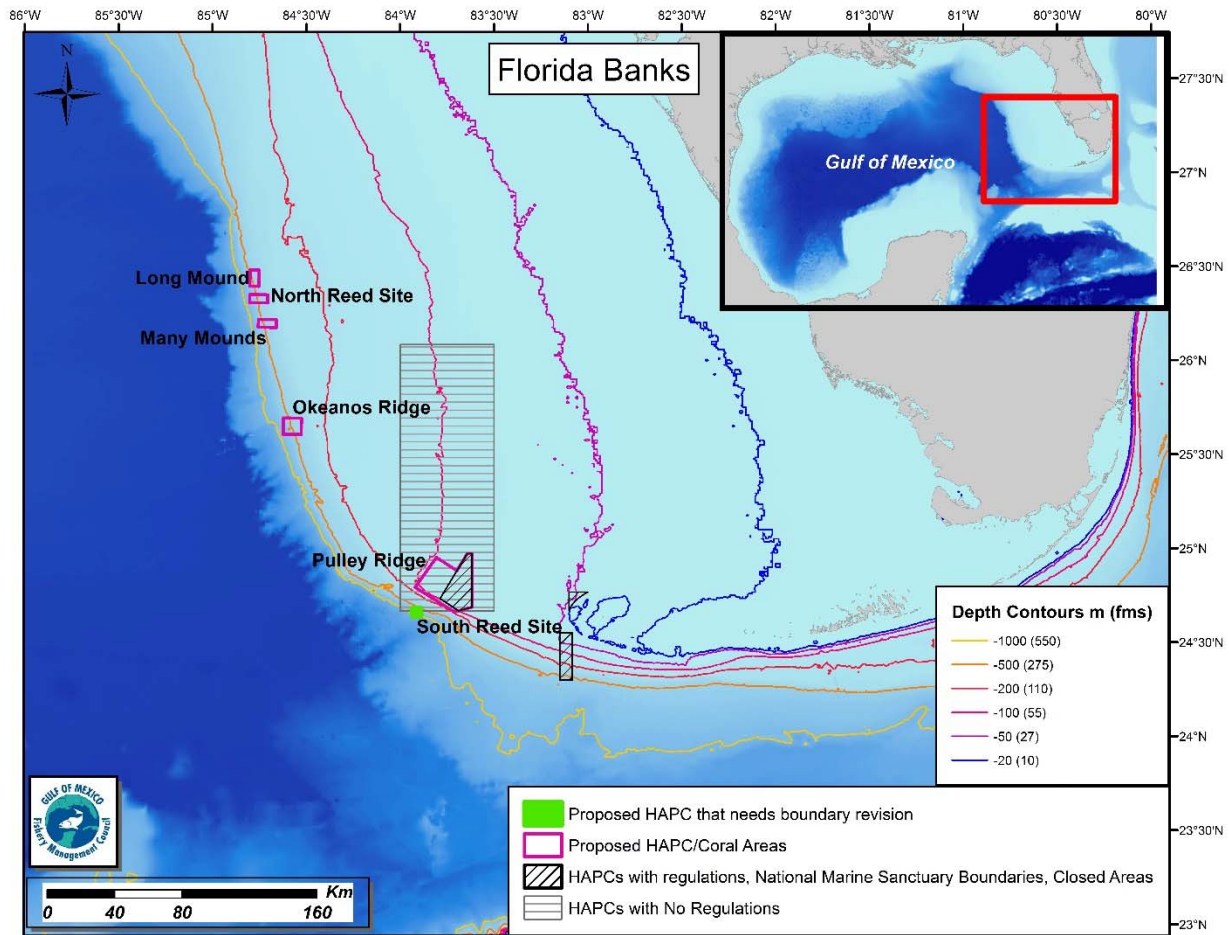 86°W 85°30'W 85°W 84°30'W 84°W 83°30'W 83°W 82°30'W 82°W 81°30'W 81°W 80°30'W 80°W
N
Florida Banks
Gulf of Mexico
27°30'N
27°N
26°30'N
26°N
25°30'N
25°N
24°30'N
24°N
23°30'N
23°N
Long Mound
North Reed Site
Many Mounds
Okeanos Ridge
Pulley Ridge
South Reed Site
Depth Contours m (fms)
-1000 (550)
-500 (275)
-200 (110)
-100 (55)
-50 (27)
-20 (10)
GULF OF MEXICO
Fishery Management Council
Km
0 40 80 160
Proposed HAPC that needs boundary revision
Proposed HAPC/Coral Areas
HAPCs with regulations, National Marine Sanctuary Boundaries, Closed Areas
HAPCs with No Regulations